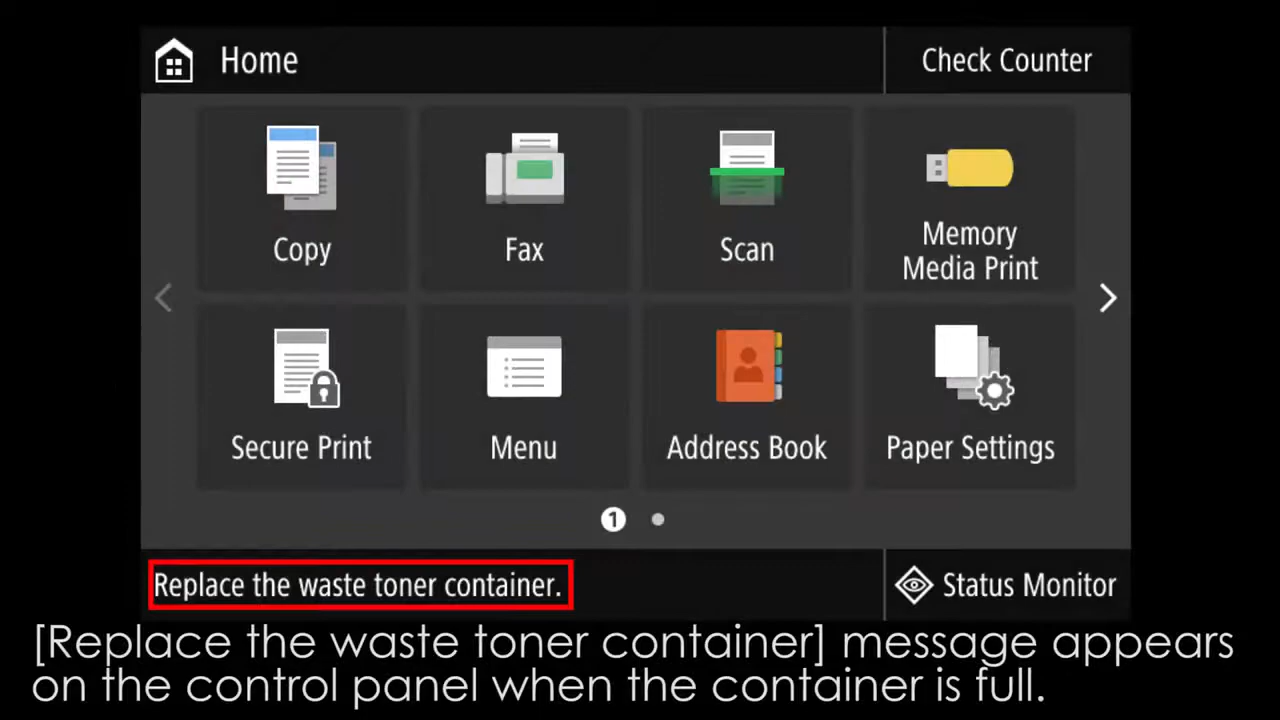 Home
Check Counter
Copy
Fax
Scan
Memory
Media Print
Secure Print
Menu
Address Book
Paper Settings
1
Replace the waste toner container.
Status Monitor
[Replace the waste toner container] message appears
on the control panel when the container is full.